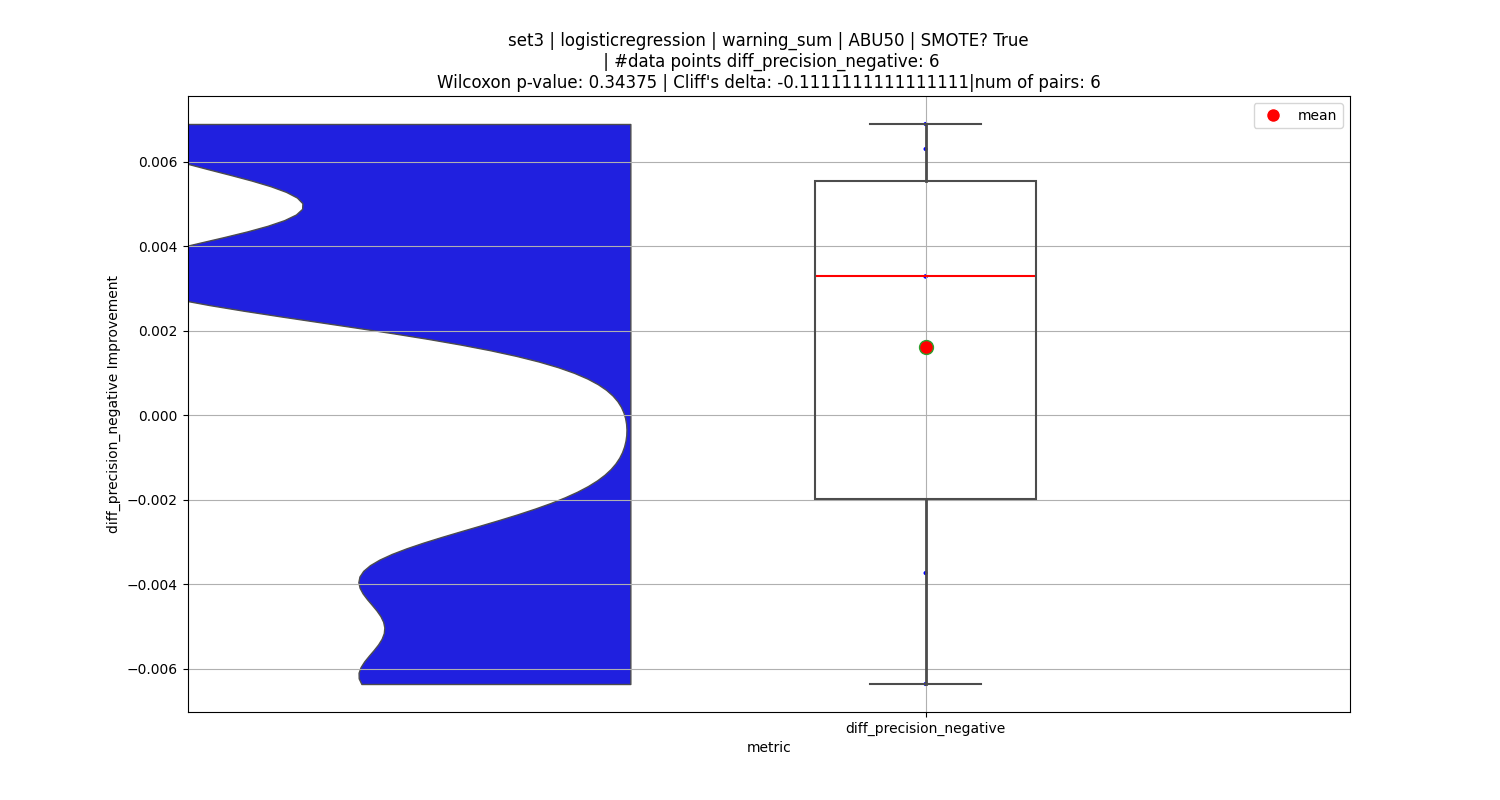 set3 | logisticregression | warning_sum | ABU50 | SMOTE? True
| #data points diff_precision_negative: 6
Wilcoxon p-value: 0.34375 | Cliff's delta: -0.1111111111111111|num of pairs: 6
mean
0.006
0.004
0.002
0.000
−0.002
−0.004
−0.006
diff_precision_negative Improvement
diff_precision_negative
metric